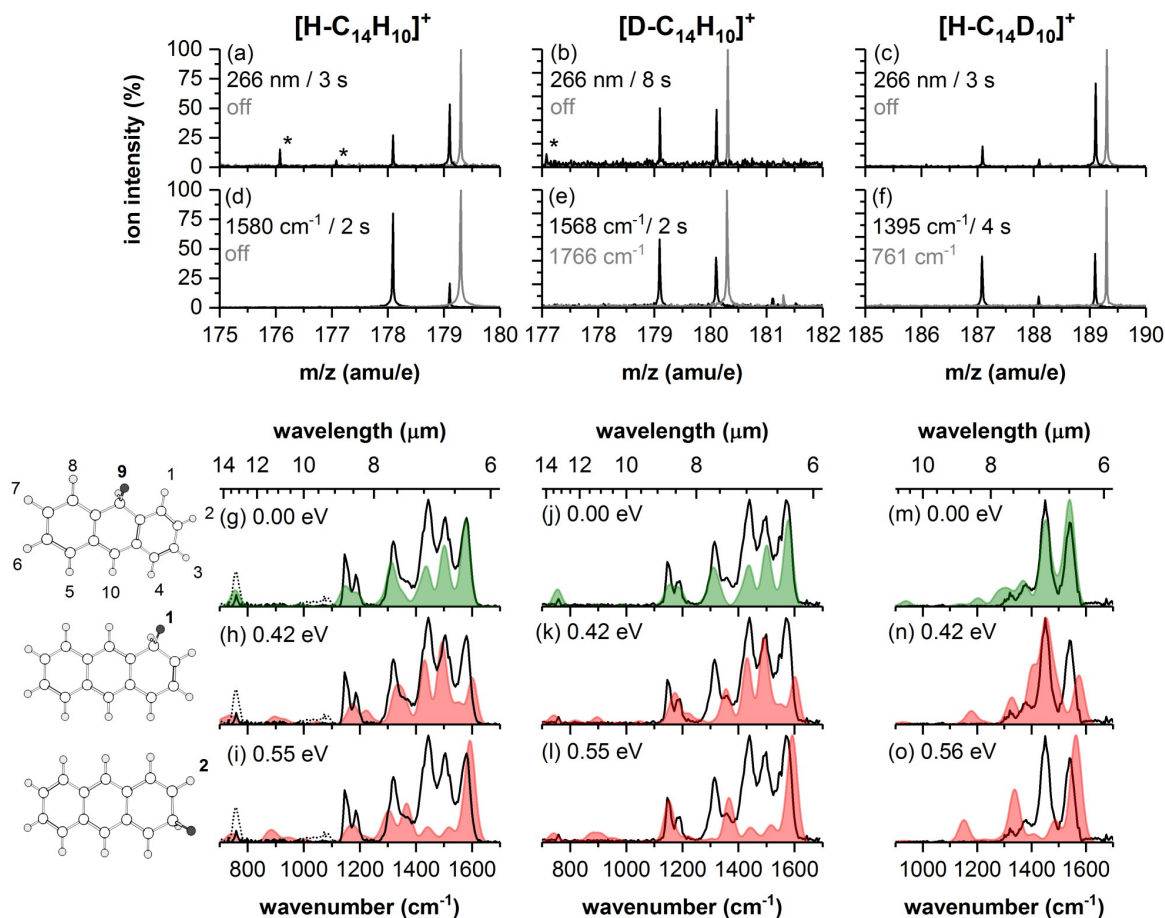 [H-C₁₄H₁₀]⁺ [D-C₁₄H₁₀]⁺ [H-C₁₄D₁₀]⁺
ion intensity (%)
100 75 50 25 0
(a)
266 nm / 3 s
off
* *
(b)
266 nm / 8 s
off
*
(c)
266 nm / 3 s
off
100 75 50 25 0
(d)
1580 cm⁻¹/ 2 s
off
(e)
1568 cm⁻¹/ 2 s
1766 cm⁻¹
(f)
1395 cm⁻¹/ 4 s
761 cm⁻¹
175 176 177 178 179 180
177 178 179 180 181 182
185 186 187 188 189 190
m/z (amu/e) m/z (amu/e) m/z (amu/e)
wavelength (μm) wavelength (μm) wavelength (μm)
14 12 10 8 6
14 12 10 8 6
10 8 6
8 9 1
7 2
6 3
5 10 4
(g) 0.00 eV
(j) 0.00 eV
(m) 0.00 eV
1
(h) 0.42 eV
(k) 0.42 eV
(n) 0.42 eV
2
(i) 0.55 eV
(l) 0.55 eV
(o) 0.56 eV
800 1000 1200 1400 1600
800 1000 1200 1400 1600
1000 1200 1400 1600
wavenumber (cm⁻¹) wavenumber (cm⁻¹) wavenumber (cm⁻¹)